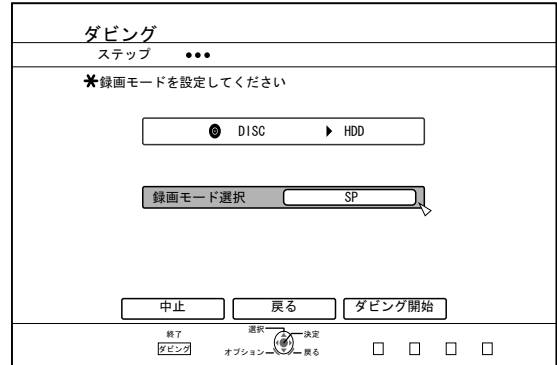 ダビング
ステップ
録画モードを設定してください
DISC HDD
録画モード選択 SP
中止 戻る ダビング開始
終了 選択 決定
ダビング オプション 戻る